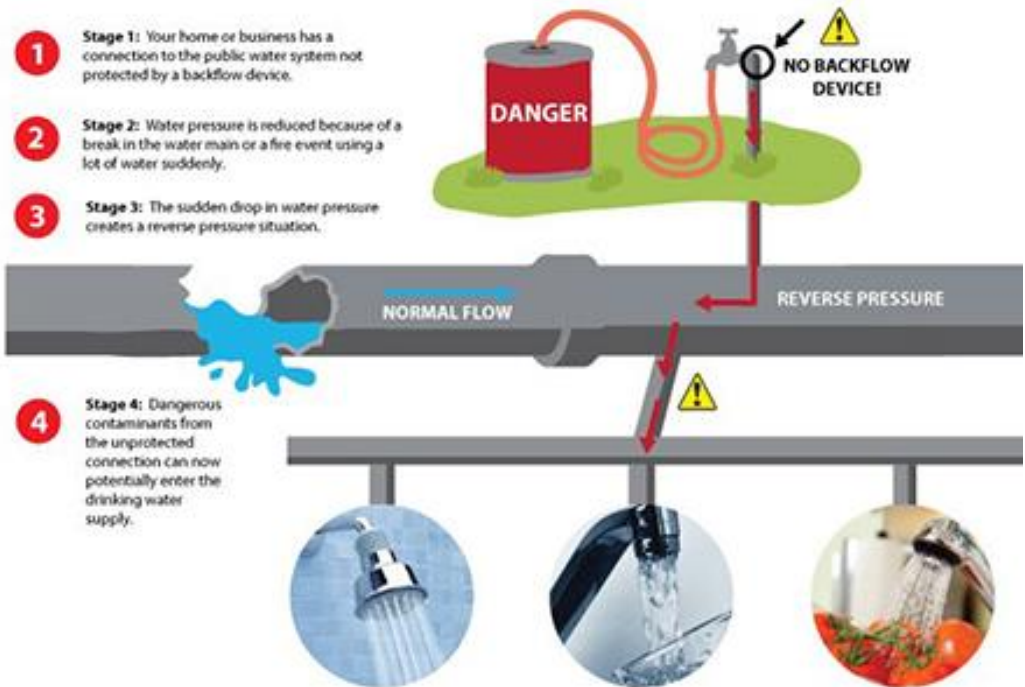 1
Stage 1: Your home or business has a
connection to the public water system not
protected by a backflow device.
DANGER
NO BACKFLOW
DEVICE!
2
Stage 2: Water pressure is reduced because of a
break in the water main or a fire event using a
lot of water suddenly.
3
Stage 3: The sudden drop in water pressure
creates a reverse pressure situation.
NORMAL FLOW
REVERSE PRESSURE
4
Stage 4: Dangerous
contaminants from
the unprotected
connection can now
potentially enter the
drinking water
supply.